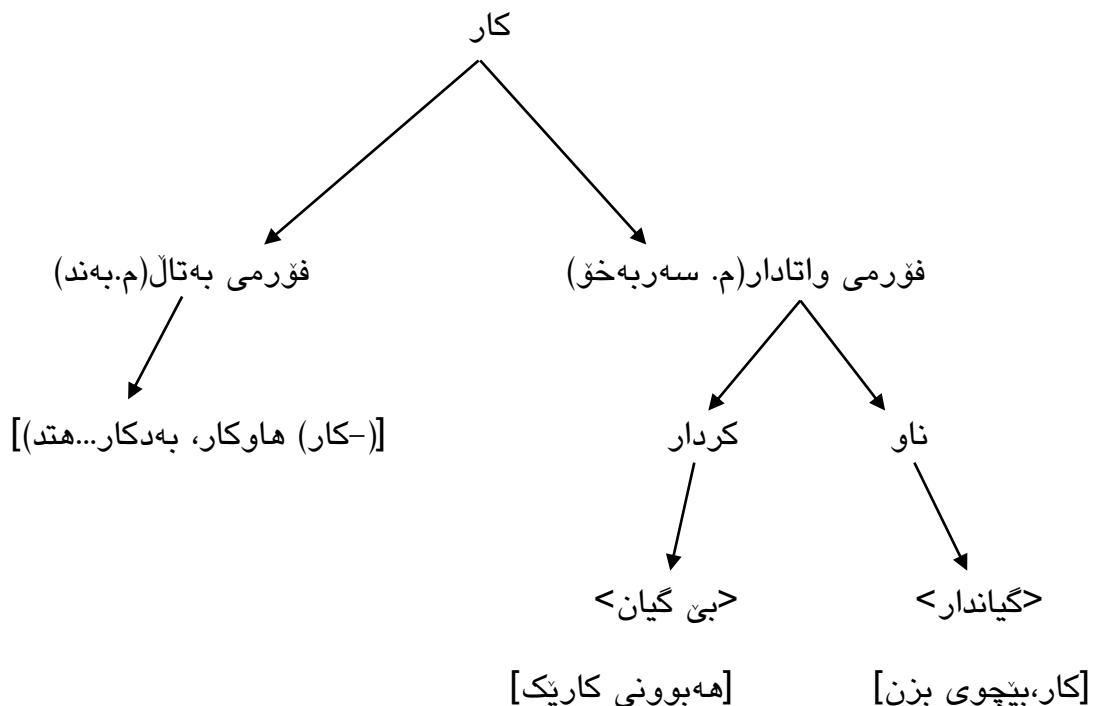 کار
فۆرمی واتادار(م. سەربەخۆ)
فۆرمی بەتاڵ(م.بەند)
ناو
کردار
[(-کار) هاوکار، بەدکار...هتد)]
<گیاندار>
<بێ گیان>
[کار،بێچوی بزن]
[هەبوونی کارێک]